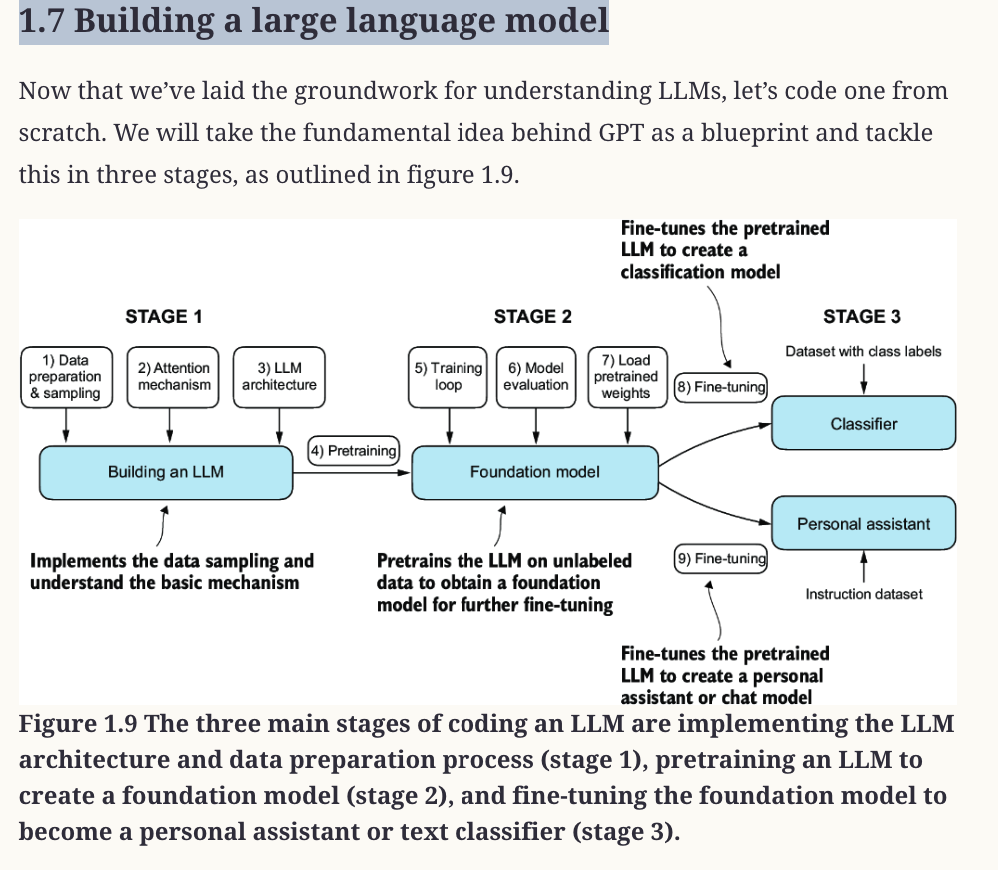 1.7 Building a large language model
Now that we’ve laid the groundwork for understanding LLMs, let’s code one from
scratch. We will take the fundamental idea behind GPT as a blueprint and tackle
this in three stages, as outlined in figure 1.9.
Fine-tunes the pretrained
LLM to create a
classification model
STAGE 1
STAGE 2
STAGE 3
1) Data
preparation
& sampling
2) Attention
mechanism
3) LLM
architecture
5) Training
loop
6) Model
evaluation
7) Load
pretrained
weights
8) Fine-tuning
Dataset with class labels
Classifier
4) Pretraining
Building an LLM
Foundation model
Personal assistant
Implements the data sampling and
understand the basic mechanism
Pretrains the LLM on unlabeled
data to obtain a foundation
model for further fine-tuning
9) Fine-tuning
Instruction dataset
Fine-tunes the pretrained
LLM to create a personal
assistant or chat model
Figure 1.9 The three main stages of coding an LLM are implementing the LLM
architecture and data preparation process (stage 1), pretraining an LLM to
create a foundation model (stage 2), and fine-tuning the foundation model to
become a personal assistant or text classifier (stage 3).